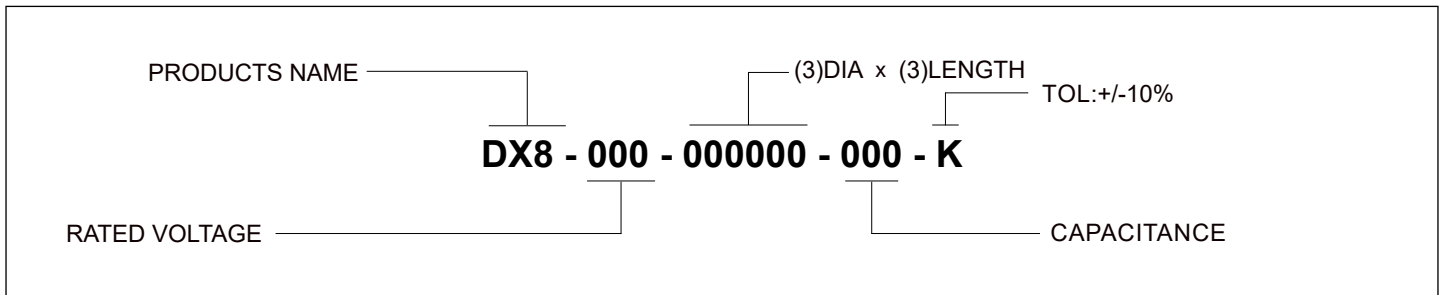 PRODUCTS NAME
(3)DIA x (3)LENGTH
TOL:+/-10%
DX8 - 000 - 000000 - 000 - K
RATED VOLTAGE
CAPACITANCE